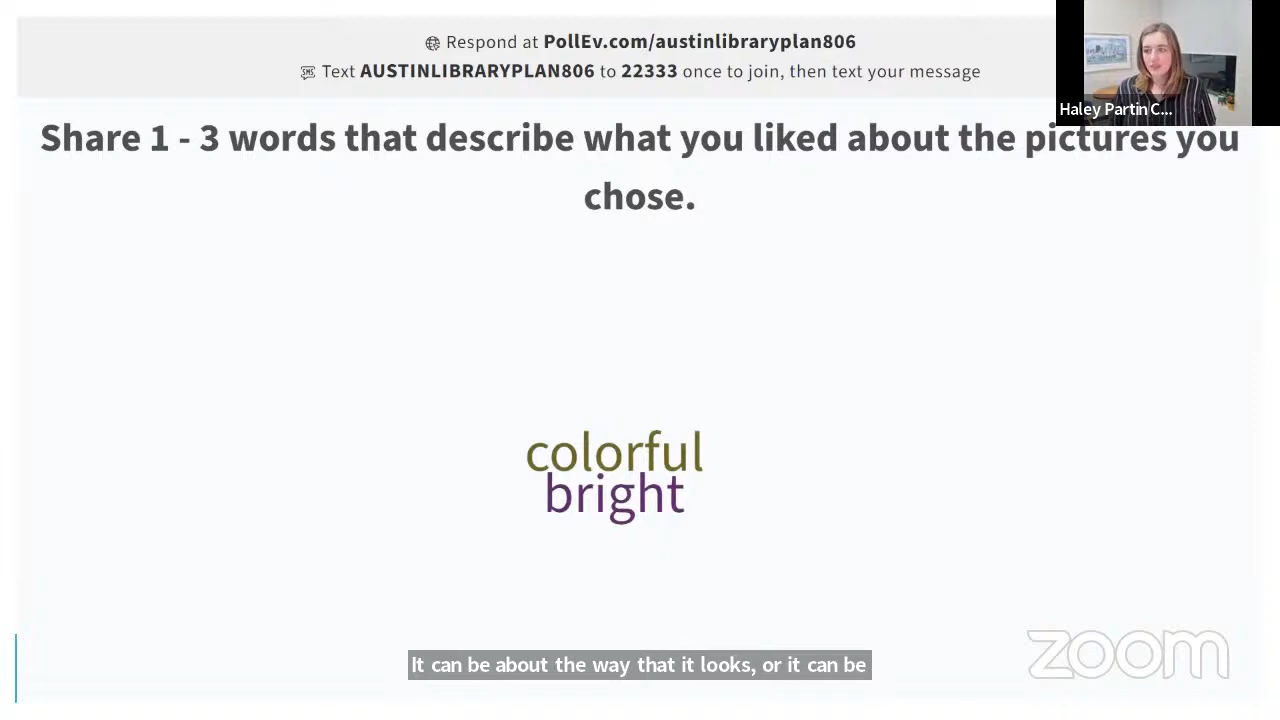 Respond at PollEv.com/austinlibraryplan806
Text AUSTINLIBRARYPLAN806 to 22333 once to join, then text your message
Haley Partin C...
Share 1 - 3 words that describe what you liked about the pictures you
chose.
colorful
bright
It can be about the way that it looks, or it can be
zoom